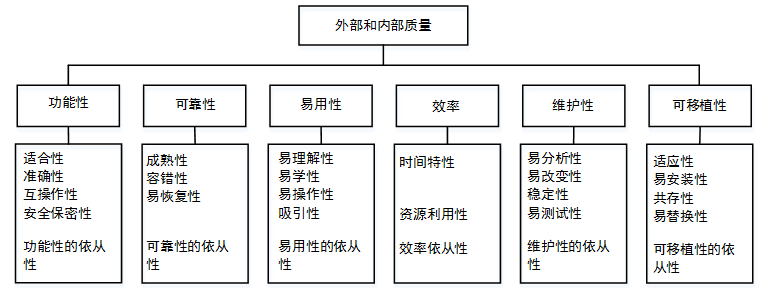 外部和内部质量
功能性
可靠性
易用性
效率
维护性
可移植性
适合性
准确性
互操作性
安全保密性
功能性的依从
性
成熟性
容错性
易恢复性
可靠性的依从
性
易理解性
易学性
易操作性
吸引性
易用性的依从
性
时间特性
资源利用性
效率依从性
易分析性
易改变性
稳定性
易测试性
维护性的依从
性
适应性
易安装性
共存性
易替换性
可移植性的依
从性